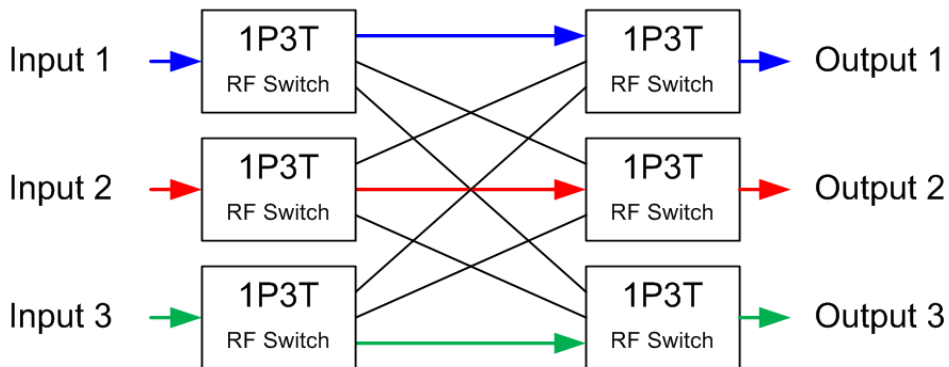 Input 1
1P3T
RF Switch
1P3T
RF Switch
Output 1
Input 2
1P3T
RF Switch
1P3T
RF Switch
Output 2
Input 3
1P3T
RF Switch
1P3T
RF Switch
Output 3